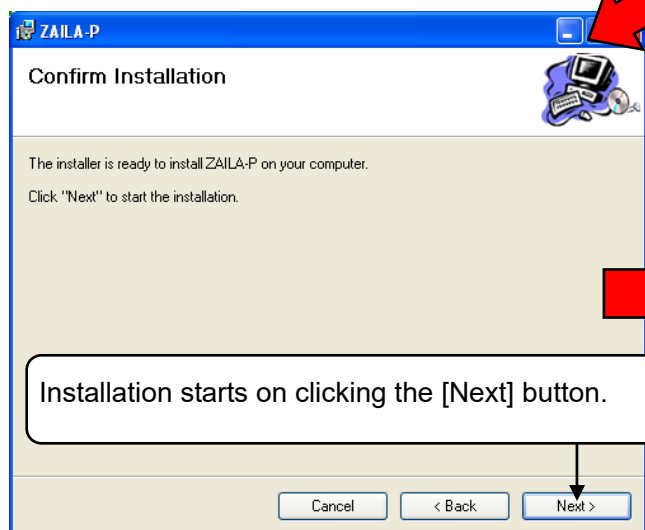 ZAILA-P
Confirm Installation
The installer is ready to install ZAILA-P on your computer.
Click "Next" to start the installation.
Installation starts on clicking the [Next] button.
Cancel
< Back
Next >